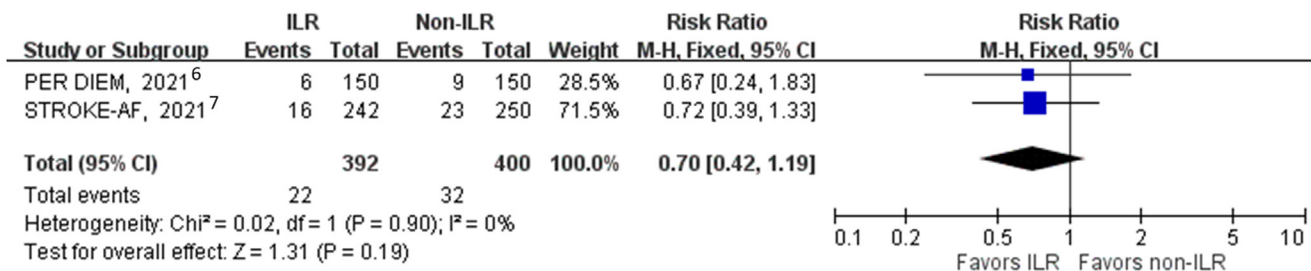 ILR Non-ILR Risk Ratio Risk Ratio
Study or Subgroup Events Total Events Total Weight M-H, Fixed, 95% CI M-H, Fixed, 95% CI
PER DIEM, 2021⁶ 6 150 9 150 28.5% 0.67 [0.24, 1.83]
STROKE-AF, 2021⁷ 16 242 23 250 71.5% 0.72 [0.39, 1.33]
Total (95% CI) 392 400 100.0% 0.70 [0.42, 1.19]
Total events 22 32
Heterogeneity: Chi² = 0.02, df = 1 (P = 0.90); I² = 0%
Test for overall effect: Z = 1.31 (P = 0.19)
0.1 0.2 0.5 1 2 5 10
Favors ILR Favors non-ILR